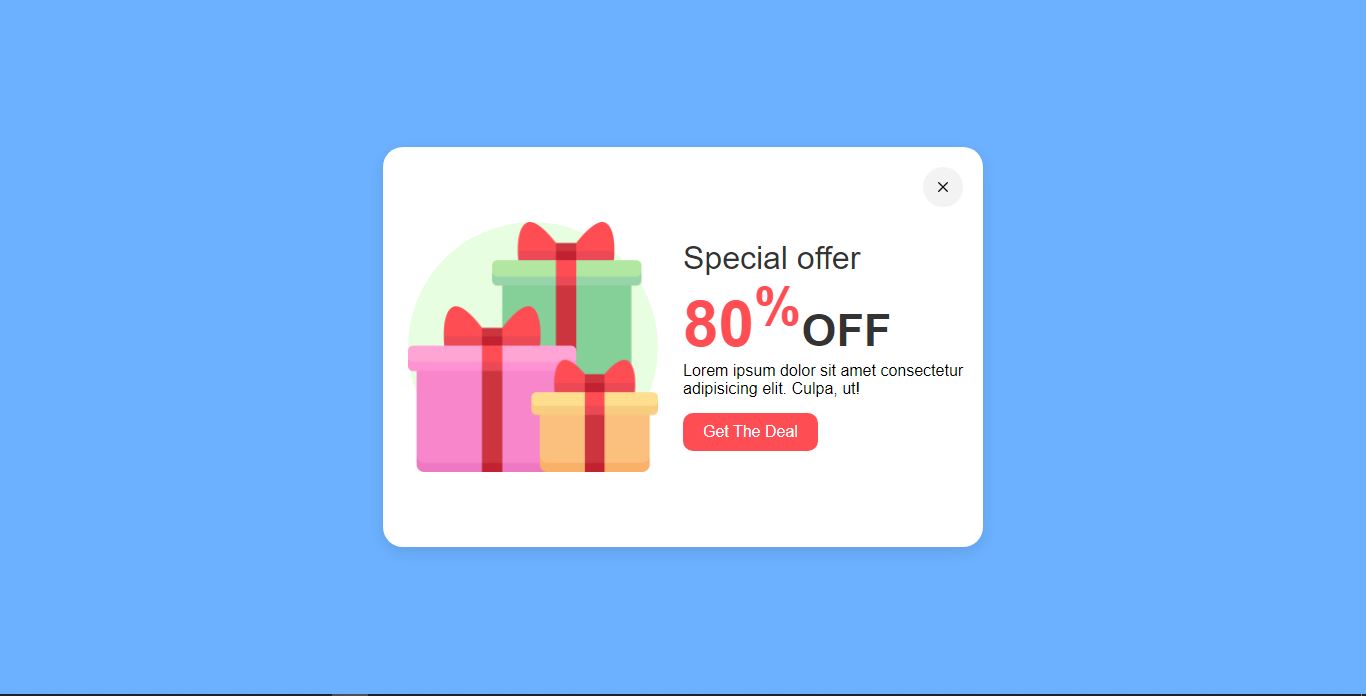 Special offer
80%OFF
Lorem ipsum dolor sit amet consectetur
adipisicing elit. Culpa, ut!
Get The Deal